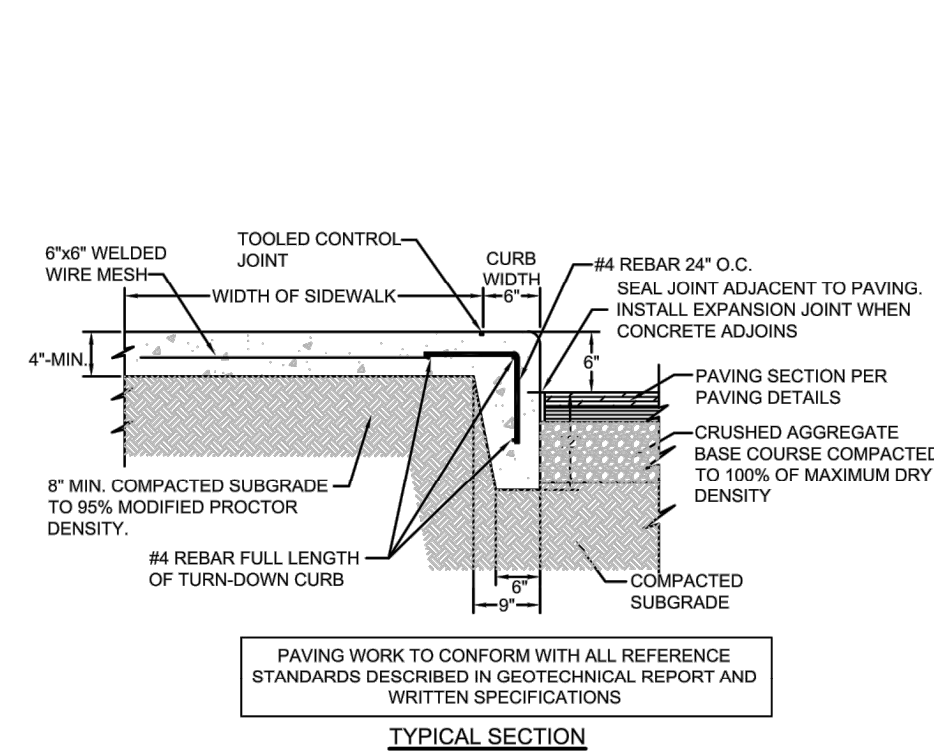 6"x6" WELDED
WIRE MESH
TOOLED CONTROL
JOINT
CURB
WIDTH
6"
#4 REBAR 24" O.C.
SEAL JOINT ADJACENT TO PAVING.
INSTALL EXPANSION JOINT WHEN
CONCRETE ADJOINS
WIDTH OF SIDEWALK
4"-MIN.
6"
PAVING SECTION PER
PAVING DETAILS
CRUSHED AGGREGATE
BASE COURSE COMPACTED
TO 100% OF MAXIMUM DRY
DENSITY
8" MIN. COMPACTED SUBGRADE
TO 95% MODIFIED PROCTOR
DENSITY.
#4 REBAR FULL LENGTH
OF TURN-DOWN CURB
6"
9"
COMPACTED
SUBGRADE
PAVING WORK TO CONFORM WITH ALL REFERENCE
STANDARDS DESCRIBED IN GEOTECHNICAL REPORT AND
WRITTEN SPECIFICATIONS
TYPICAL SECTION